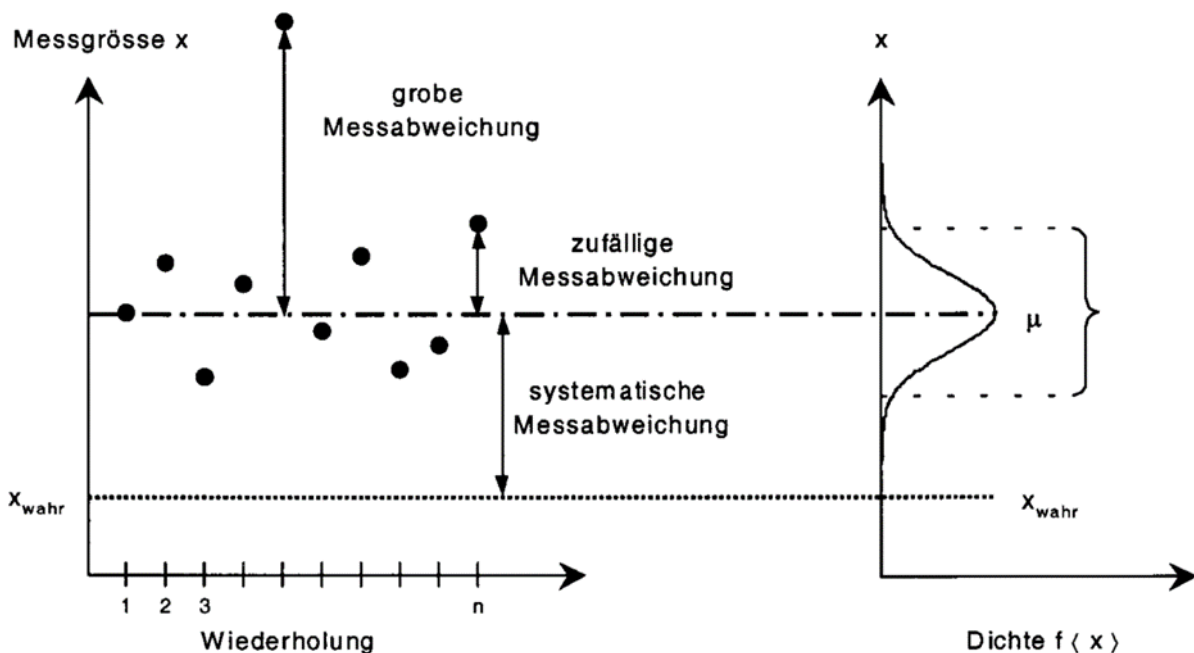 Messgrösse x
grobe
Messabweichung
zufällige
Messabweichung
systematische
Messabweichung
x_wahr
1 2 3 n
Wiederholung
x
μ
x_wahr
Dichte f ( x )